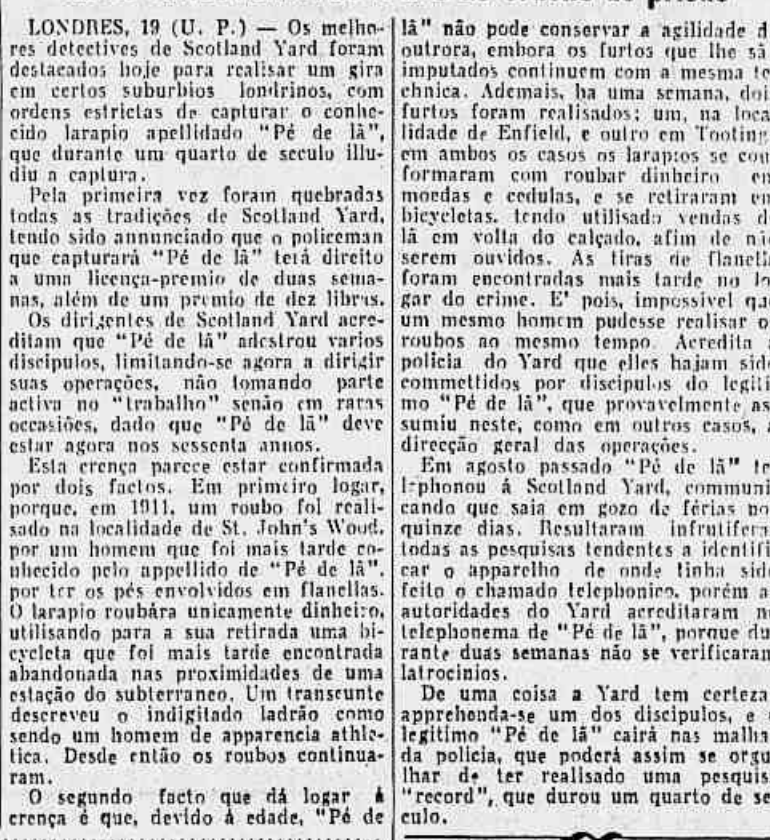 LONDRES, 19 (U. P.) — Os melho-
res detectives de Scotland Yard foram
destacados hoje para realisar um gira
em certos suburbios londrinos, com
ordens estrictas de capturar o conhe-
cido larapio apellidado "Pé de lã",
que durante um quarto de seculo illu-
diu a captura.
Pela primeira vez foram quebradas
todas as tradições de Scotland Yard,
tendo sido annunciado que o policeman
que capturará "Pé de lã" terá direito
a uma licença-premio de duas sema-
nas, além de um premio de dez libras.
Os dirigentes de Scotland Yard acre-
ditam que "Pé de lã" adestrou varios
discipulos, limitando-se agora a dirigir
suas operações, não tomando parte
activa no "trabalho" senão em raras
occasiões, dado que "Pé de lã" deve
estar agora nos sessenta annos.
Esta crença parece estar confirmada
por dois factos. Em primeiro logar,
porque, em 1911, um roubo foi reali-
sado na localidade de St. John's Wood,
por um homem que foi mais tarde co-
nhecido pelo appellido de "Pé de lã",
por ter os pés envolvidos em flanellas.
O larapio roubára unicamente dinheiro,
utilisando para a sua retirada uma bi-
cycleta que foi mais tarde encontrada
abandonada nas proximidades de uma
estação do subterraneo. Um transeunte
descreveu o indigitado ladrão como
sendo um homem de apparencia athle-
tica. Desde então os roubos continua-
ram.
O segundo facto que dá logar á
crença é que, devido á edade, "Pé de
lã" não pode conservar a agilidade d
outrora, embora os furtos que lhe sã
imputados continuem com a mesma te
chnica. Ademais, ha uma semana, doi
furtos foram realisados; um, na loca
lidade de Enfield, e outro em Tooting,
em ambos os casos os larapios se con
formaram com roubar dinheiro em
moedas e cedulas, e se retiraram en
bicycletas, tendo utilisado vendas d
lã em volta do calçado, afim de nã
serem ouvidos. As tiras de flanella
foram encontradas mais tarde no lo
gar do crime. E' pois, impossivel que
um mesmo homem pudesse realisar o
roubos ao mesmo tempo. Acredita a
policia do Yard que elles hajam sid
commettidos por discipulos do legiti
mo "Pé de lã", que provavelmente as
sumiu neste, como em outros casos, a
direcção geral das operações.
Em agosto passado "Pé de lã" te
lephonou á Scotland Yard, communi
cando que saia em gozo de férias po
quinze dias. Resultaram infrutifera
todas as pesquisas tendentes a identifi
car o apparelho de onde tinha sid
feito o chamado telephonico, porém a
autoridades do Yard acreditaram n
telephonema de "Pé de lã", porque du
rante duas semanas não se verificaram
latrocinios.
De uma coisa a Yard tem certeza
apprehenda-se um dos discipulos, e o
legitimo "Pé de lã" cairá nas malha
da policia, que poderá assim se orgu
lhar de ter realisado uma pesquis
"record", que durou um quarto de se
culo.